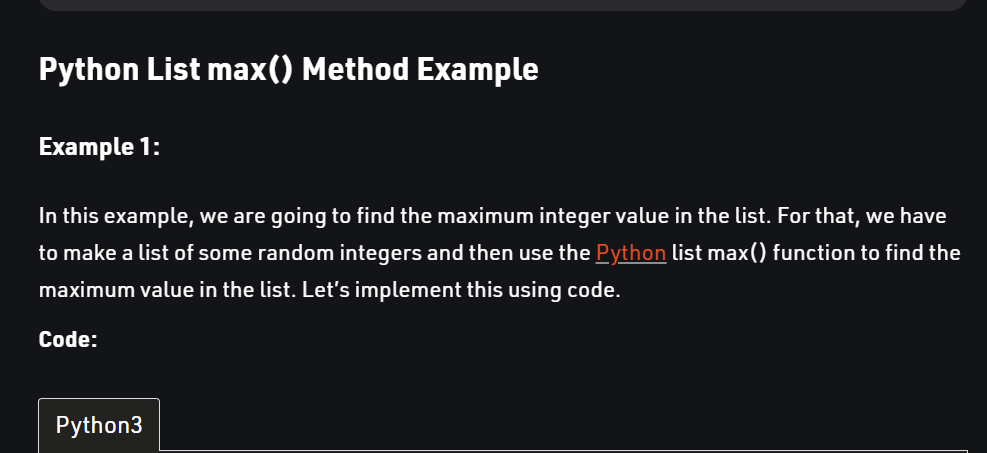 Python List max() Method Example
Example 1:
In this example, we are going to find the maximum integer value in the list. For that, we have
to make a list of some random integers and then use the Python list max() function to find the
maximum value in the list. Let’s implement this using code.
Code:
Python3